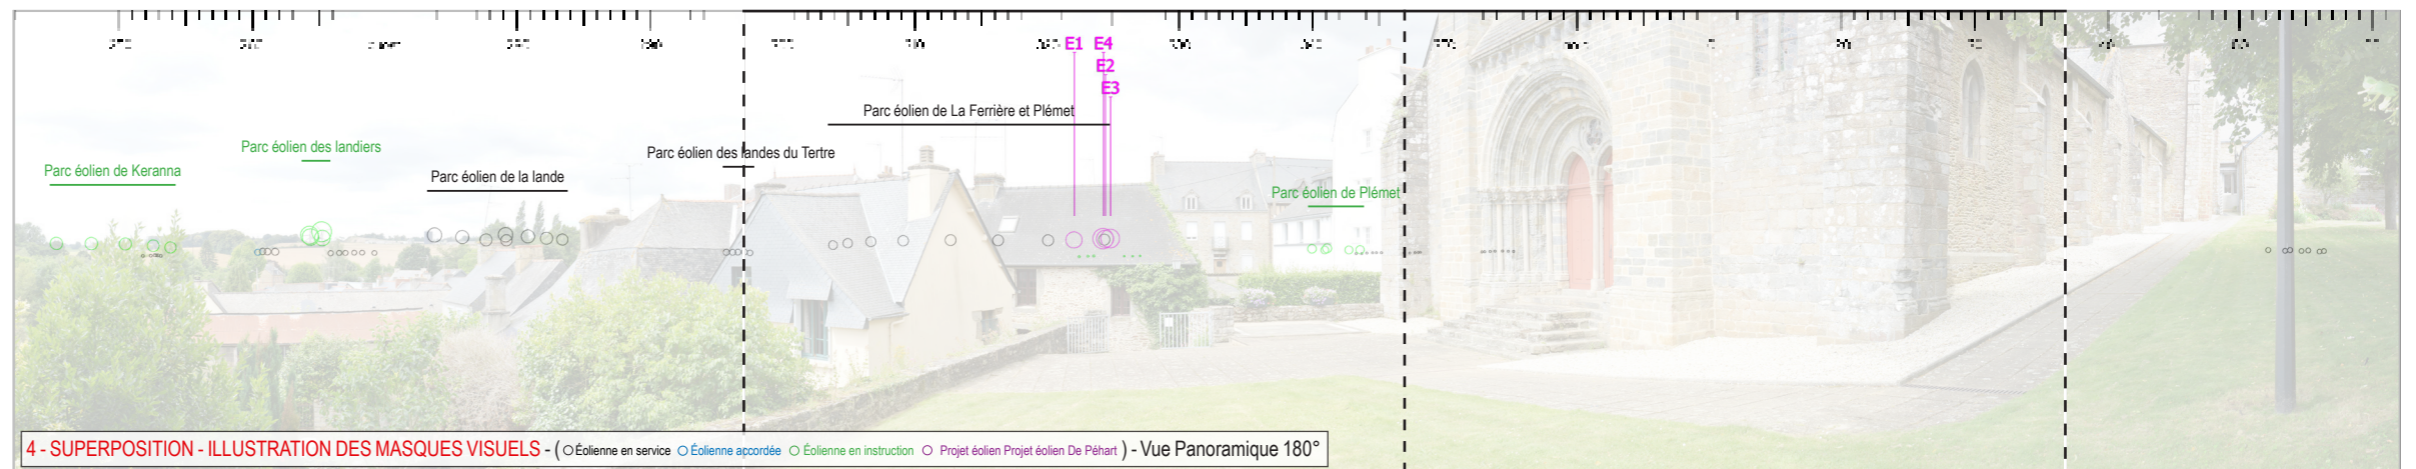 E1 E4
E2
E3
Parc éolien de La Ferrière et Plémet
Parc éolien des landiers
Parc éolien des landes du Tertre
Parc éolien de Keranna
Parc éolien de la lande
Parc éolien de Plémet
4 - SUPERPOSITION - ILLUSTRATION DES MASQUES VISUELS - ( Éolienne en service Éolienne accordée Éolienne en instruction Projet éolien Projet éolien De Péhart ) - Vue Panoramique 180°